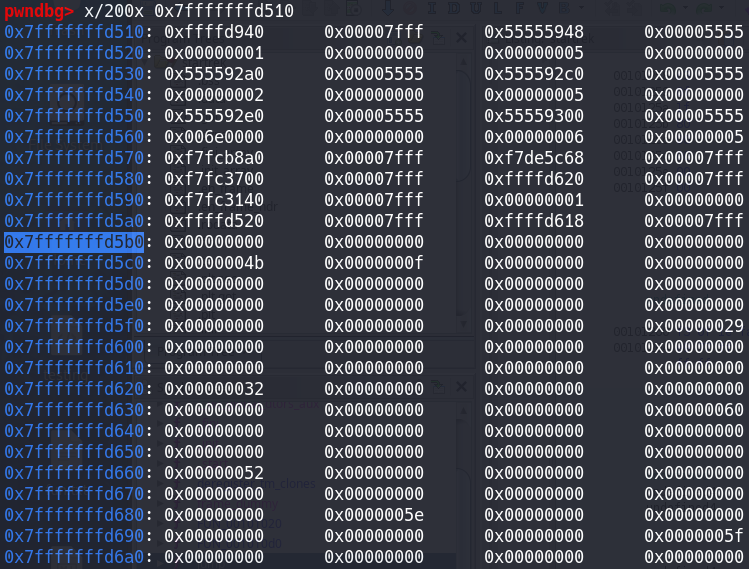 pwndbg> x/200x 0x7fffffffd510
0x7fffffffd510: 0xffffd940 0x00007fff 0x55555948 0x00005555
0x7fffffffd520: 0x00000001 0x00000000 0x00000005 0x00000000
0x7fffffffd530: 0x555592a0 0x00005555 0x555592c0 0x00005555
0x7fffffffd540: 0x00000002 0x00000000 0x00000005 0x00000000
0x7fffffffd550: 0x555592e0 0x00005555 0x55559300 0x00005555
0x7fffffffd560: 0x006e0000 0x00000000 0x00000006 0x00000005
0x7fffffffd570: 0xf7fcb8a0 0x00007fff 0xf7de5c68 0x00007fff
0x7fffffffd580: 0xf7fc3700 0x00007fff 0xffffd620 0x00007fff
0x7fffffffd590: 0xf7fc3140 0x00007fff 0x00000001 0x00000000
0x7fffffffd5a0: 0xffffd520 0x00007fff 0xffffd618 0x00007fff
0x7fffffffd5b0: 0x00000000 0x00000000 0x00000000 0x00000000
0x7fffffffd5c0: 0x0000004b 0x0000000f 0x00000000 0x00000000
0x7fffffffd5d0: 0x00000000 0x00000000 0x00000000 0x00000000
0x7fffffffd5e0: 0x00000000 0x00000000 0x00000000 0x00000000
0x7fffffffd5f0: 0x00000000 0x00000000 0x00000000 0x00000029
0x7fffffffd600: 0x00000000 0x00000000 0x00000000 0x00000000
0x7fffffffd610: 0x00000000 0x00000000 0x00000000 0x00000000
0x7fffffffd620: 0x00000032 0x00000000 0x00000000 0x00000000
0x7fffffffd630: 0x00000000 0x00000000 0x00000000 0x00000060
0x7fffffffd640: 0x00000000 0x00000000 0x00000000 0x00000000
0x7fffffffd650: 0x00000000 0x00000000 0x00000000 0x00000000
0x7fffffffd660: 0x00000052 0x00000000 0x00000000 0x00000000
0x7fffffffd670: 0x00000000 0x00000000 0x00000000 0x00000000
0x7fffffffd680: 0x00000000 0x0000005e 0x00000000 0x00000000
0x7fffffffd690: 0x00000000 0x00000000 0x00000000 0x0000005f
0x7fffffffd6a0: 0x00000000 0x00000000 0x00000000 0x00000000